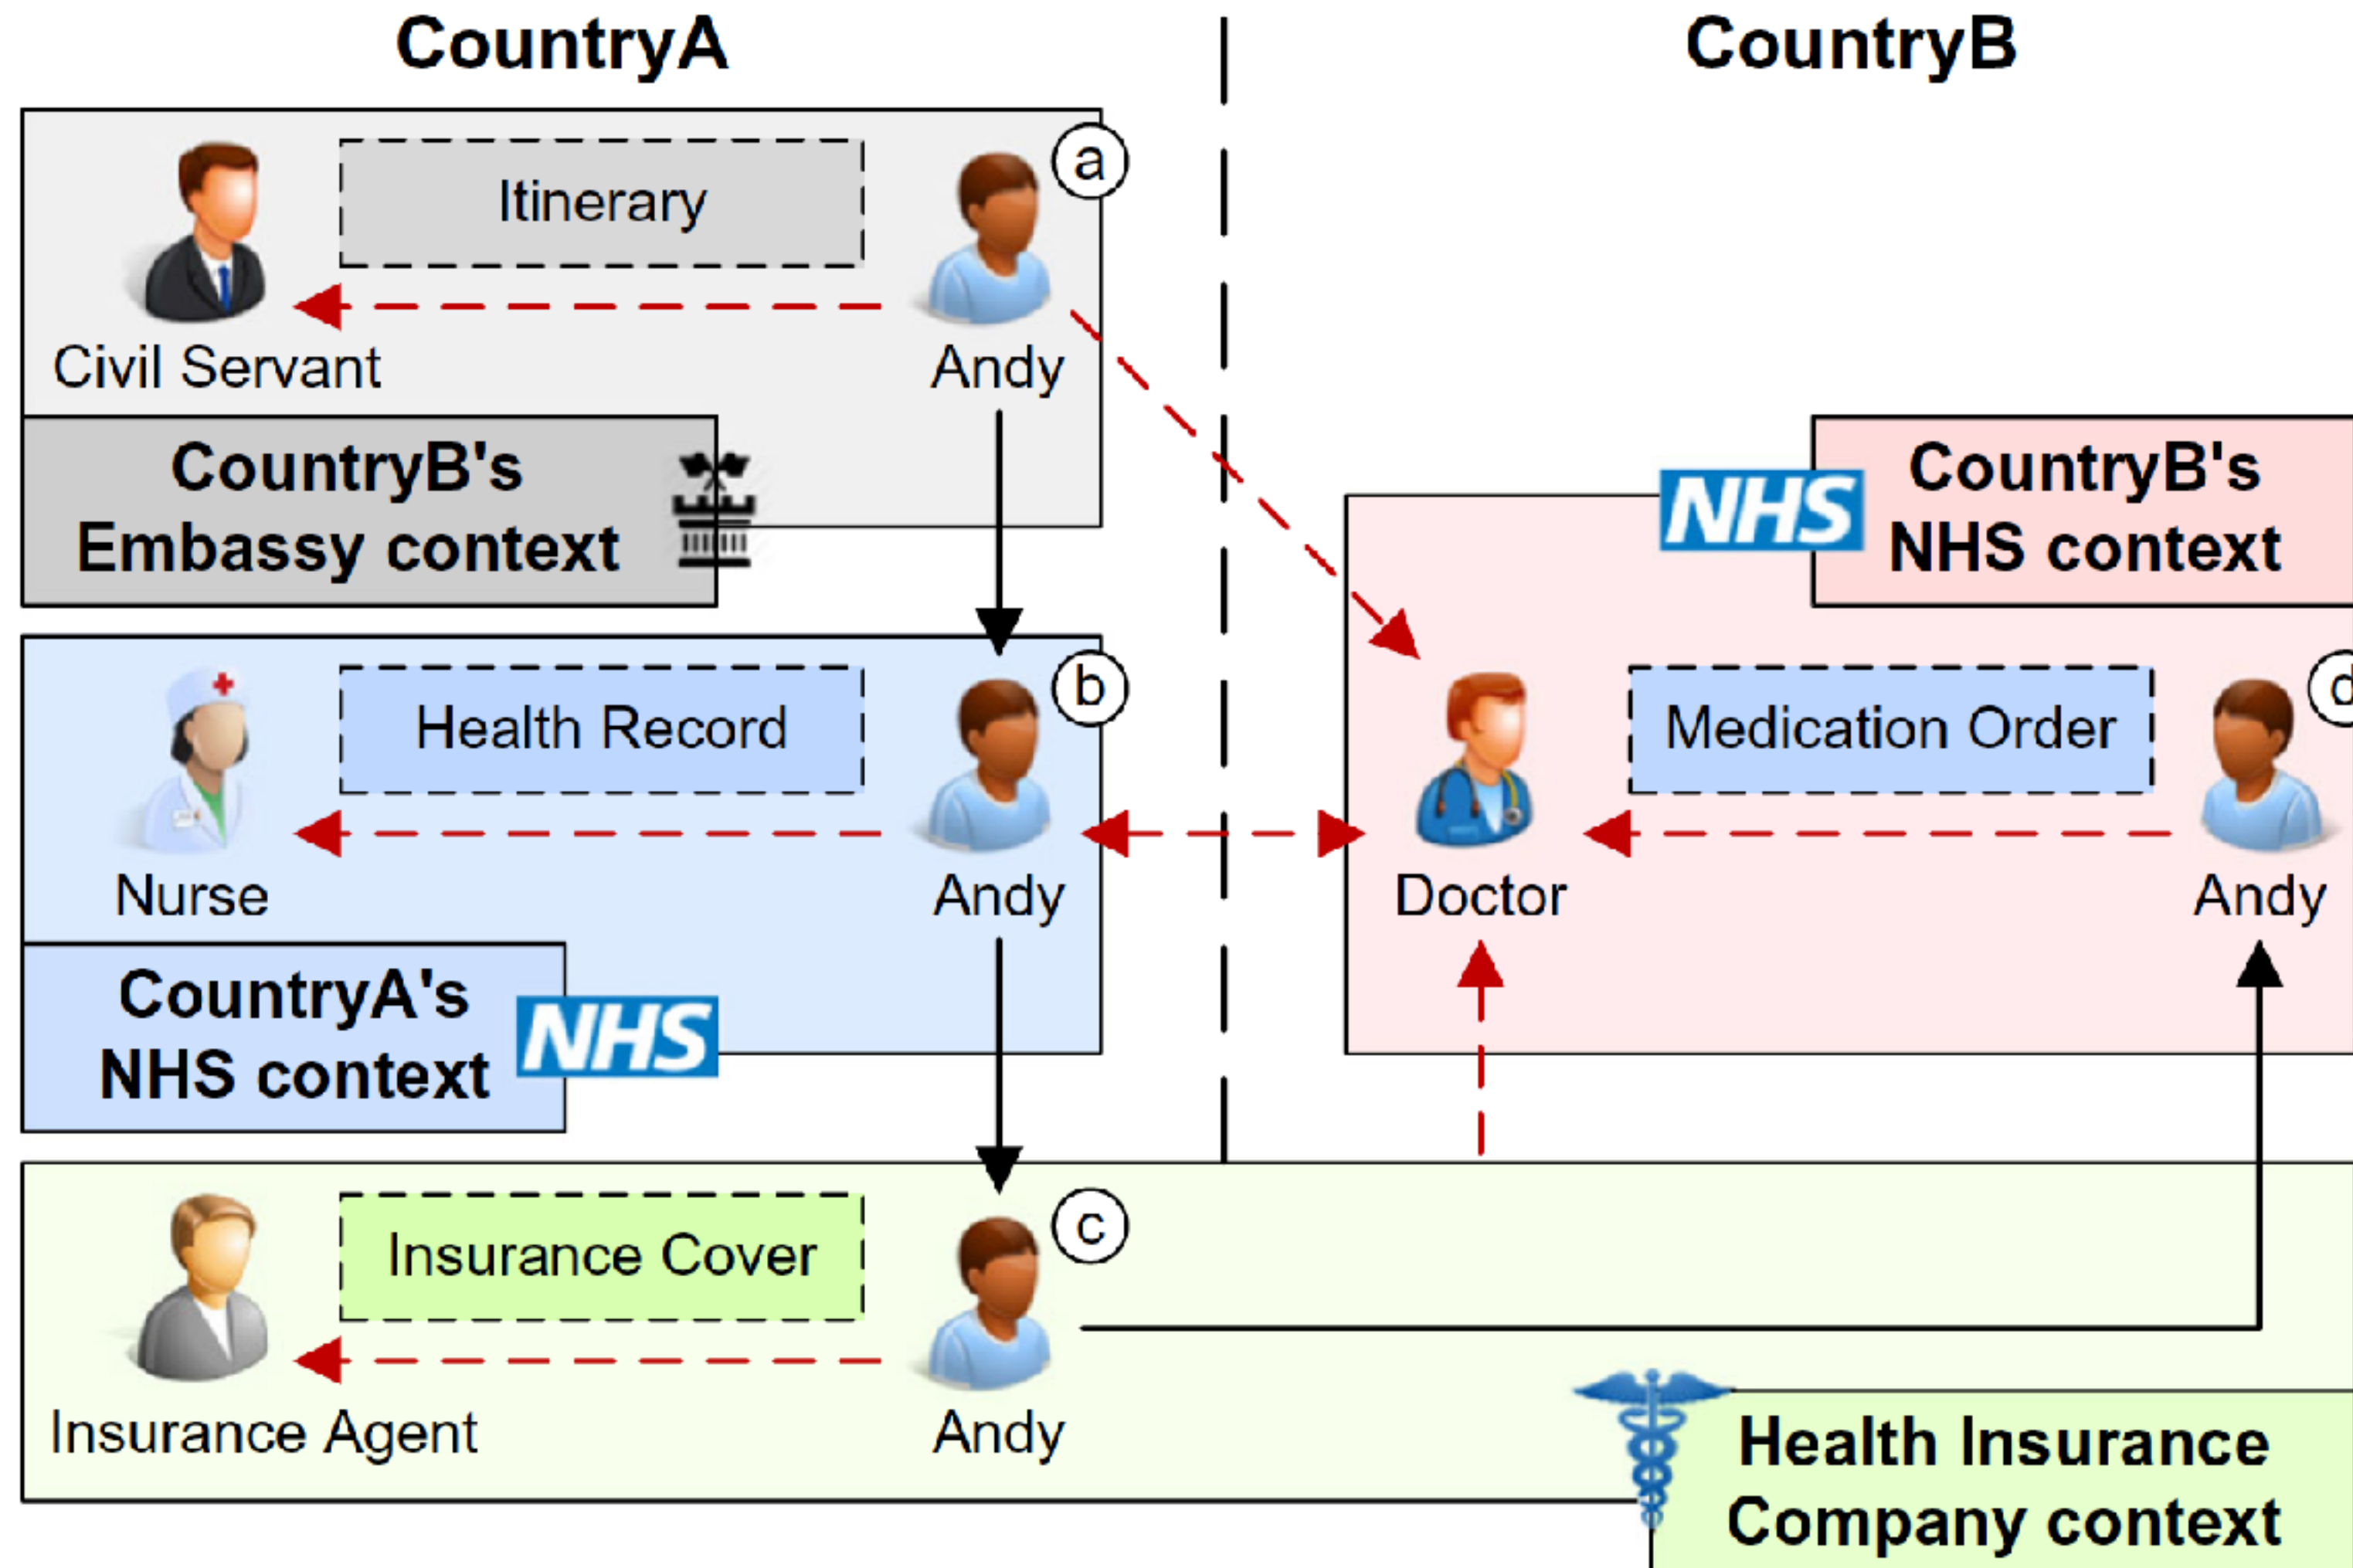 CountryA
CountryB
Itinerary
a
Civil Servant
Andy
CountryB's
Embassy context
NHS
CountryB's
NHS context
Health Record
b
Nurse
Andy
Medication Order
d
Doctor
Andy
CountryA's
NHS context
NHS
Insurance Cover
c
Insurance Agent
Andy
Health Insurance
Company context